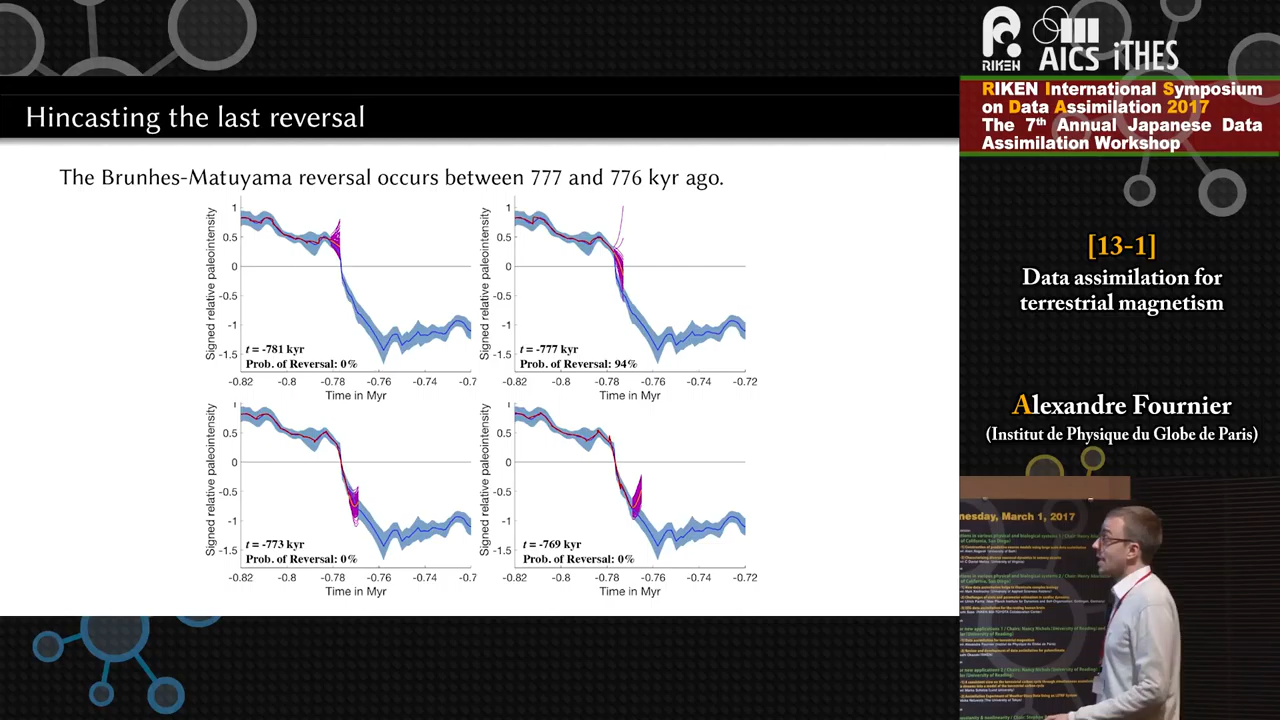 Hincasting the last reversal
The Brunhes-Matuyama reversal occurs between 777 and 776 kyr ago.
Signed relative paleointensity
1
0.5
0
-0.5
-1
-1.5
t = -781 kyr
Prob. of Reversal: 0%
-0.82 -0.8 -0.78 -0.76 -0.74 -0.7
Time in Myr
Signed relative paleointensity
1
0.5
0
-0.5
-1
-1.5
t = -777 kyr
Prob. of Reversal: 94%
-0.82 -0.8 -0.78 -0.76 -0.74 -0.72
Time in Myr
Signed relative paleointensity
1
0.5
0
-0.5
-1
-1.5
t = -773 kyr
Prob. of Reversal: 0%
-0.82 -0.8 -0.78 -0.76 -0.74 -0.7
Time in Myr
Signed relative paleointensity
1
0.5
0
-0.5
-1
-1.5
t = -769 kyr
Prob. of Reversal: 0%
-0.82 -0.8 -0.78 -0.76 -0.74 -0.72
Time in Myr
RIKEN AICS iTHES
RIKEN International Symposium
on Data Assimilation 2017
The 7th Annual Japanese Data
Assimilation Workshop
[13-1]
Data assimilation for
terrestrial magnetism
Alexandre Fournier
(Institut de Physique du Globe de Paris)
nesday, March 1, 2017